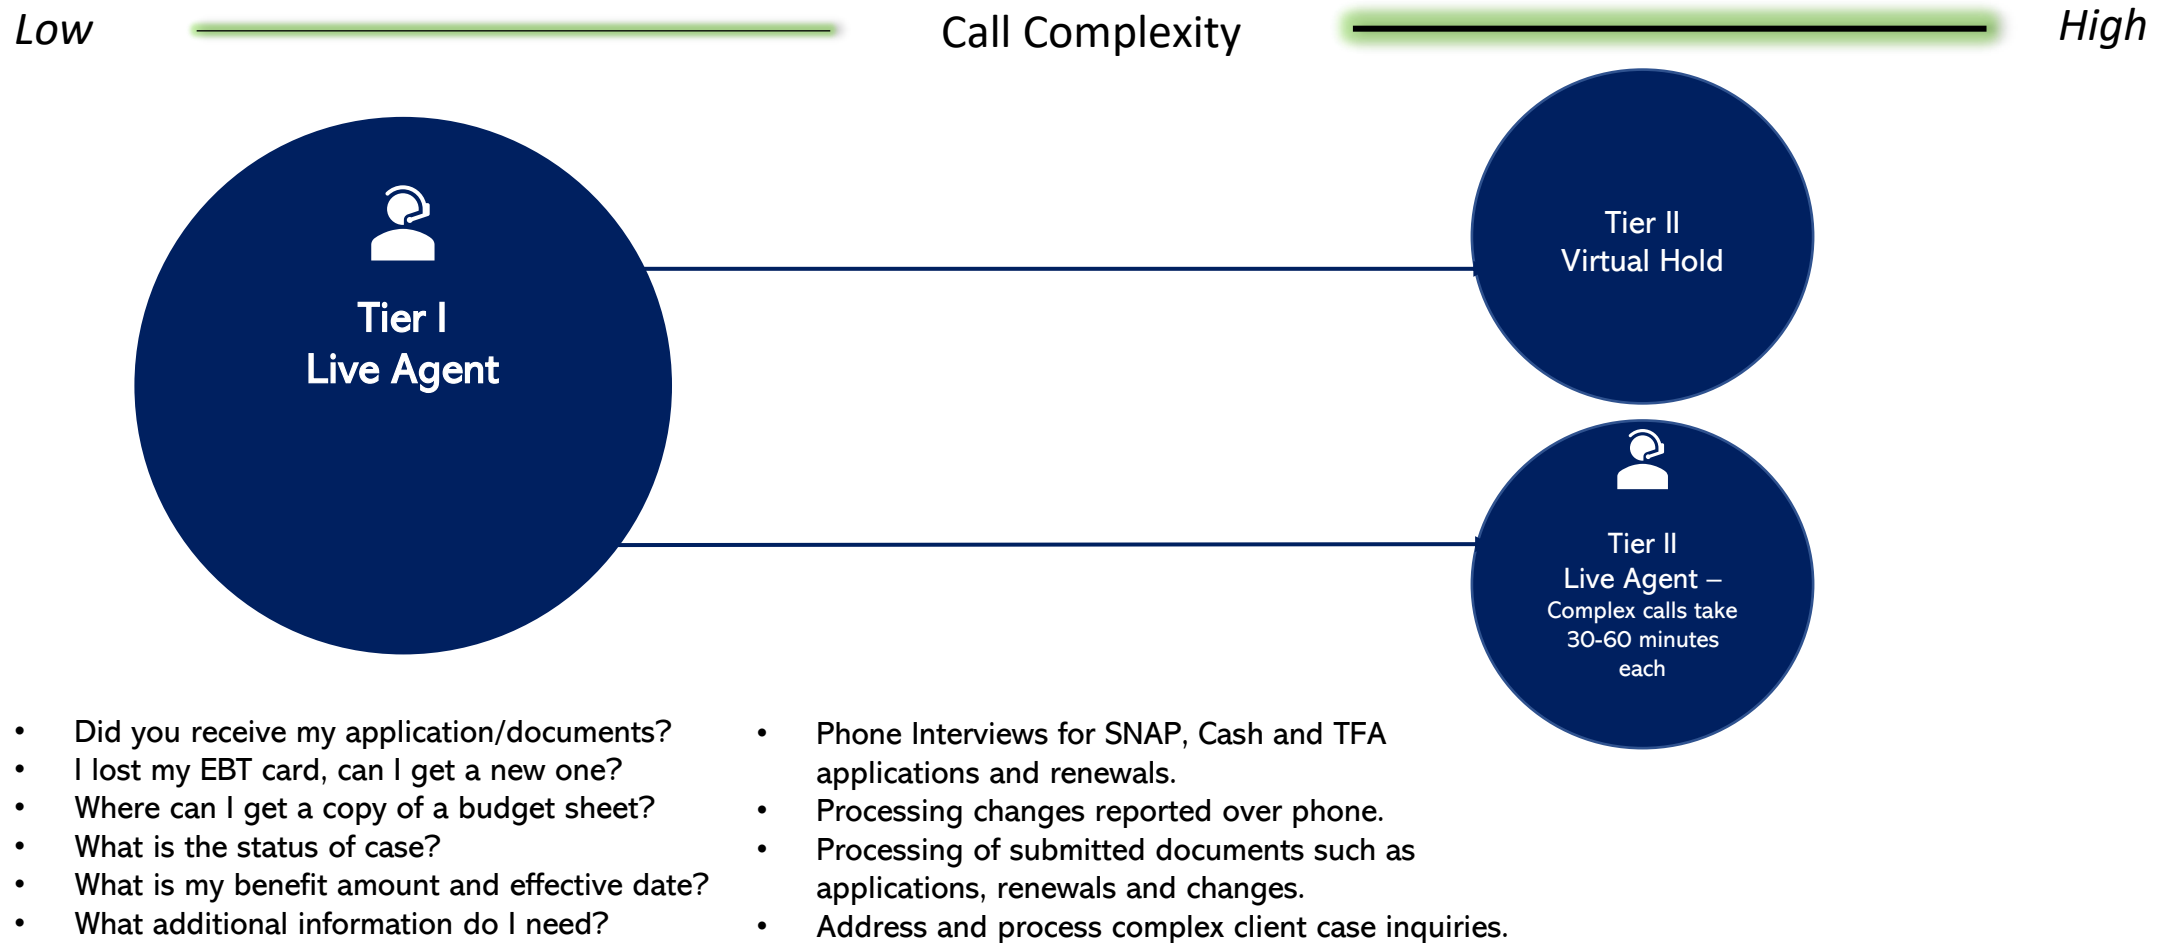 Low
Call Complexity
High
Tier I
Live Agent
Tier II
Virtual Hold
Tier II
Live Agent –
Complex calls take
30-60 minutes
each
• Did you receive my application/documents?
• I lost my EBT card, can I get a new one?
• Where can I get a copy of a budget sheet?
• What is the status of case?
• What is my benefit amount and effective date?
• What additional information do I need?
• Phone Interviews for SNAP, Cash and TFA
applications and renewals.
• Processing changes reported over phone.
• Processing of submitted documents such as
applications, renewals and changes.
• Address and process complex client case inquiries.